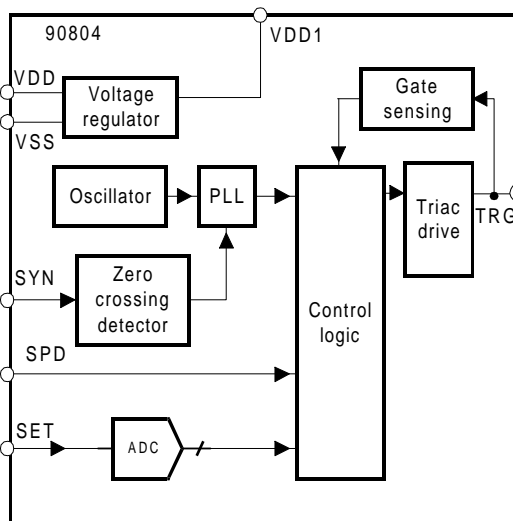 90804
VDD1
VDD
VSS
Voltage
regulator
Gate
sensing
Oscillator
PLL
Triac
drive
TRG
SYN
Zero
crossing
detector
Control
logic
SPD
SET
ADC